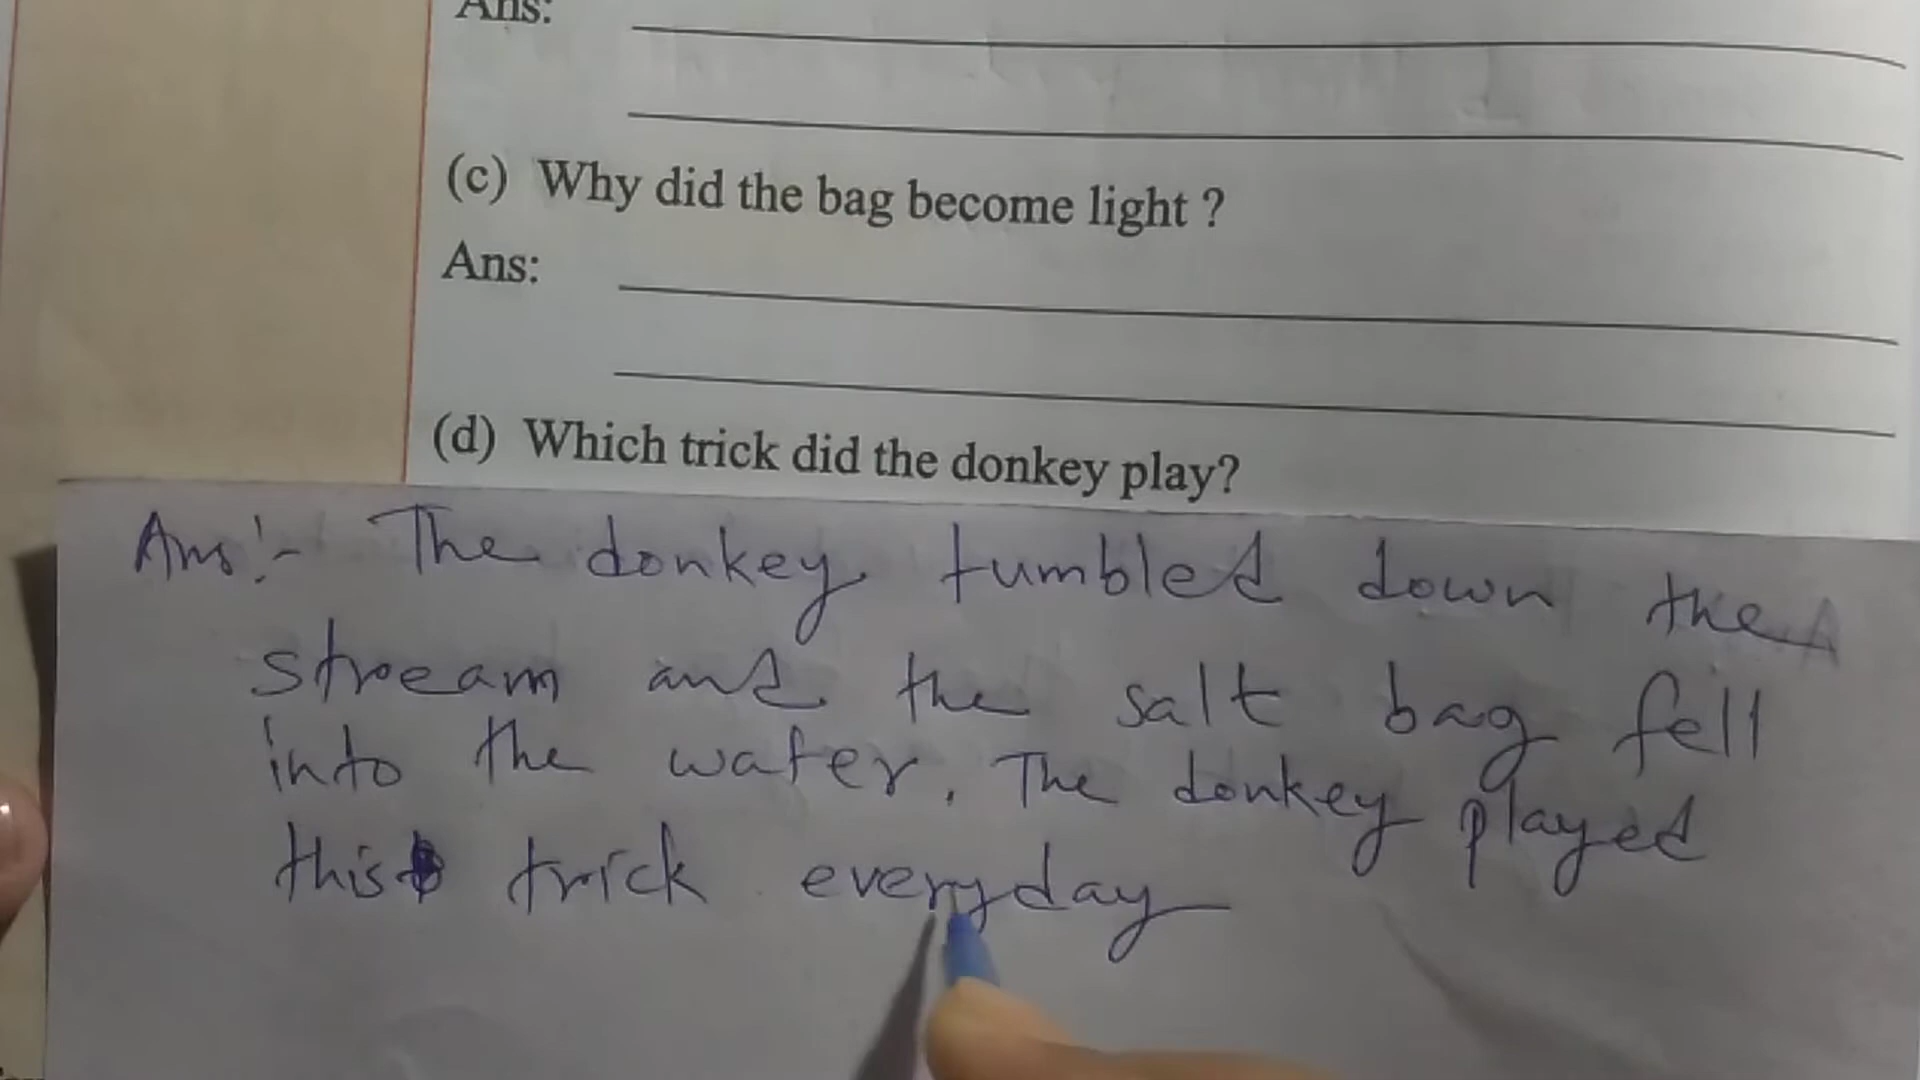 Ans:
(c) Why did the bag become light ?
Ans:
(d) Which trick did the donkey play?
Ans:- The donkey tumbled down the
stream and the salt bag fell
into the water. The donkey played
this trick everyday